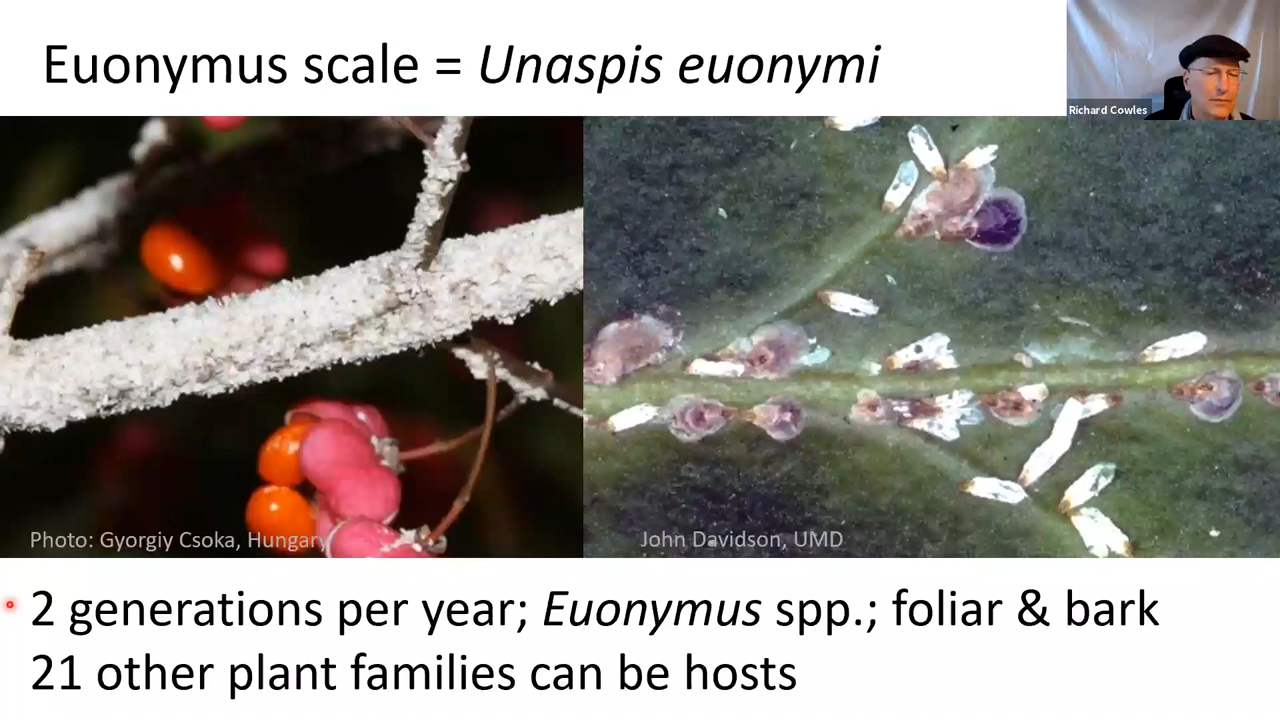 Euonymus scale = Unaspis euonymi
Richard Cowles
Photo: Gyorgiy Csoka, Hungary
John Davidson, UMD
2 generations per year; Euonymus spp.; foliar & bark
21 other plant families can be hosts